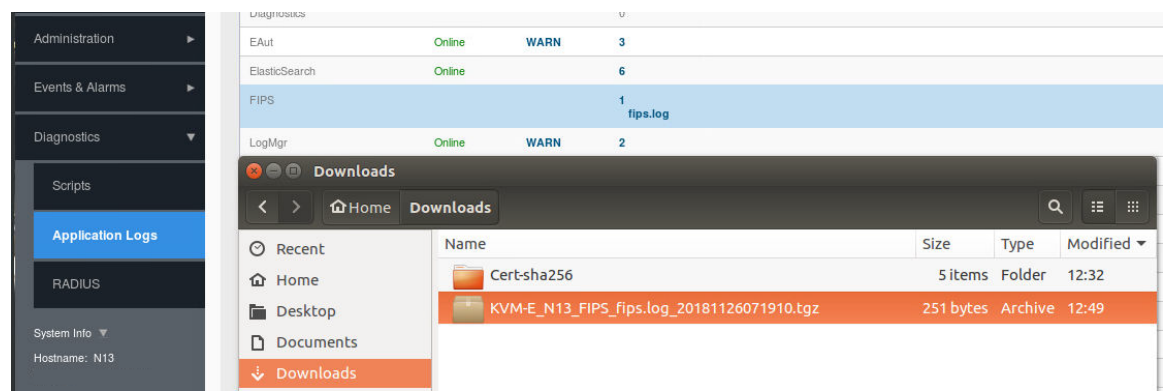 Diagnostics 0
Administration
EAut Online WARN 3
ElasticSearch Online 6
Events & Alarms
FIPS 1
fips.log
Diagnostics
LogMgr Online WARN 2
Downloads
Scripts
Home Downloads
Application Logs
Recent
Name Size Type Modified
Home
Cert-sha256 5 items Folder 12:32
RADIUS
Desktop
KVM-E_N13_FIPS_fips.log_20181126071910.tgz 251 bytes Archive 12:49
System Info
Documents
Hostname: N13
Downloads